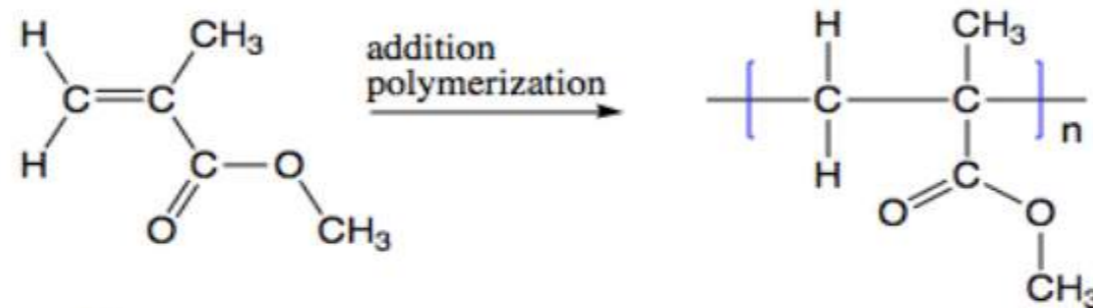 H CH₃ H CH₃
addition
polymerization
C C C C
n
H C O H C
O CH₃ O O
CH₃